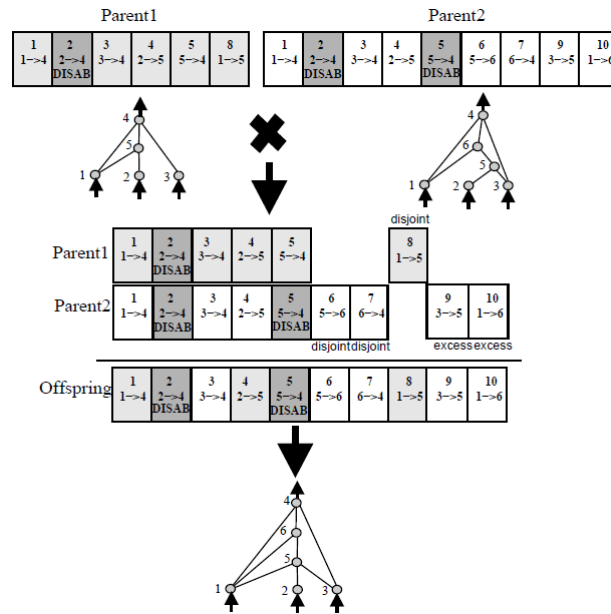 Parent1 Parent2
1 2 3 4 5 8 1 2 3 4 5 6 7 9 10
1->4 2->4 3->4 2->5 5->4 1->5 1->4 2->4 3->4 2->5 5->4 5->6 6->4 3->5 1->6
DISAB DISAB DISAB
4 4
5 6
5
1 2 3 1 2 3
disjoint
1 2 3 4 5 8
Parent1 1->4 2->4 3->4 2->5 5->4 1->5
DISAB
1 2 3 4 5 6 7 9 10
Parent2 1->4 2->4 3->4 2->5 5->4 5->6 6->4 3->5 1->6
DISAB DISAB
disjoint disjoint excess excess
1 2 3 4 5 6 7 8 9 10
Offspring 1->4 2->4 3->4 2->5 5->4 5->6 6->4 1->5 3->5 1->6
DISAB DISAB
4
6
5
1 2 3